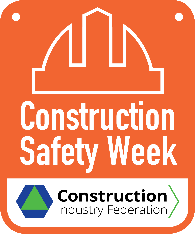 Construction
Safety Week
Construction
Industry Federation